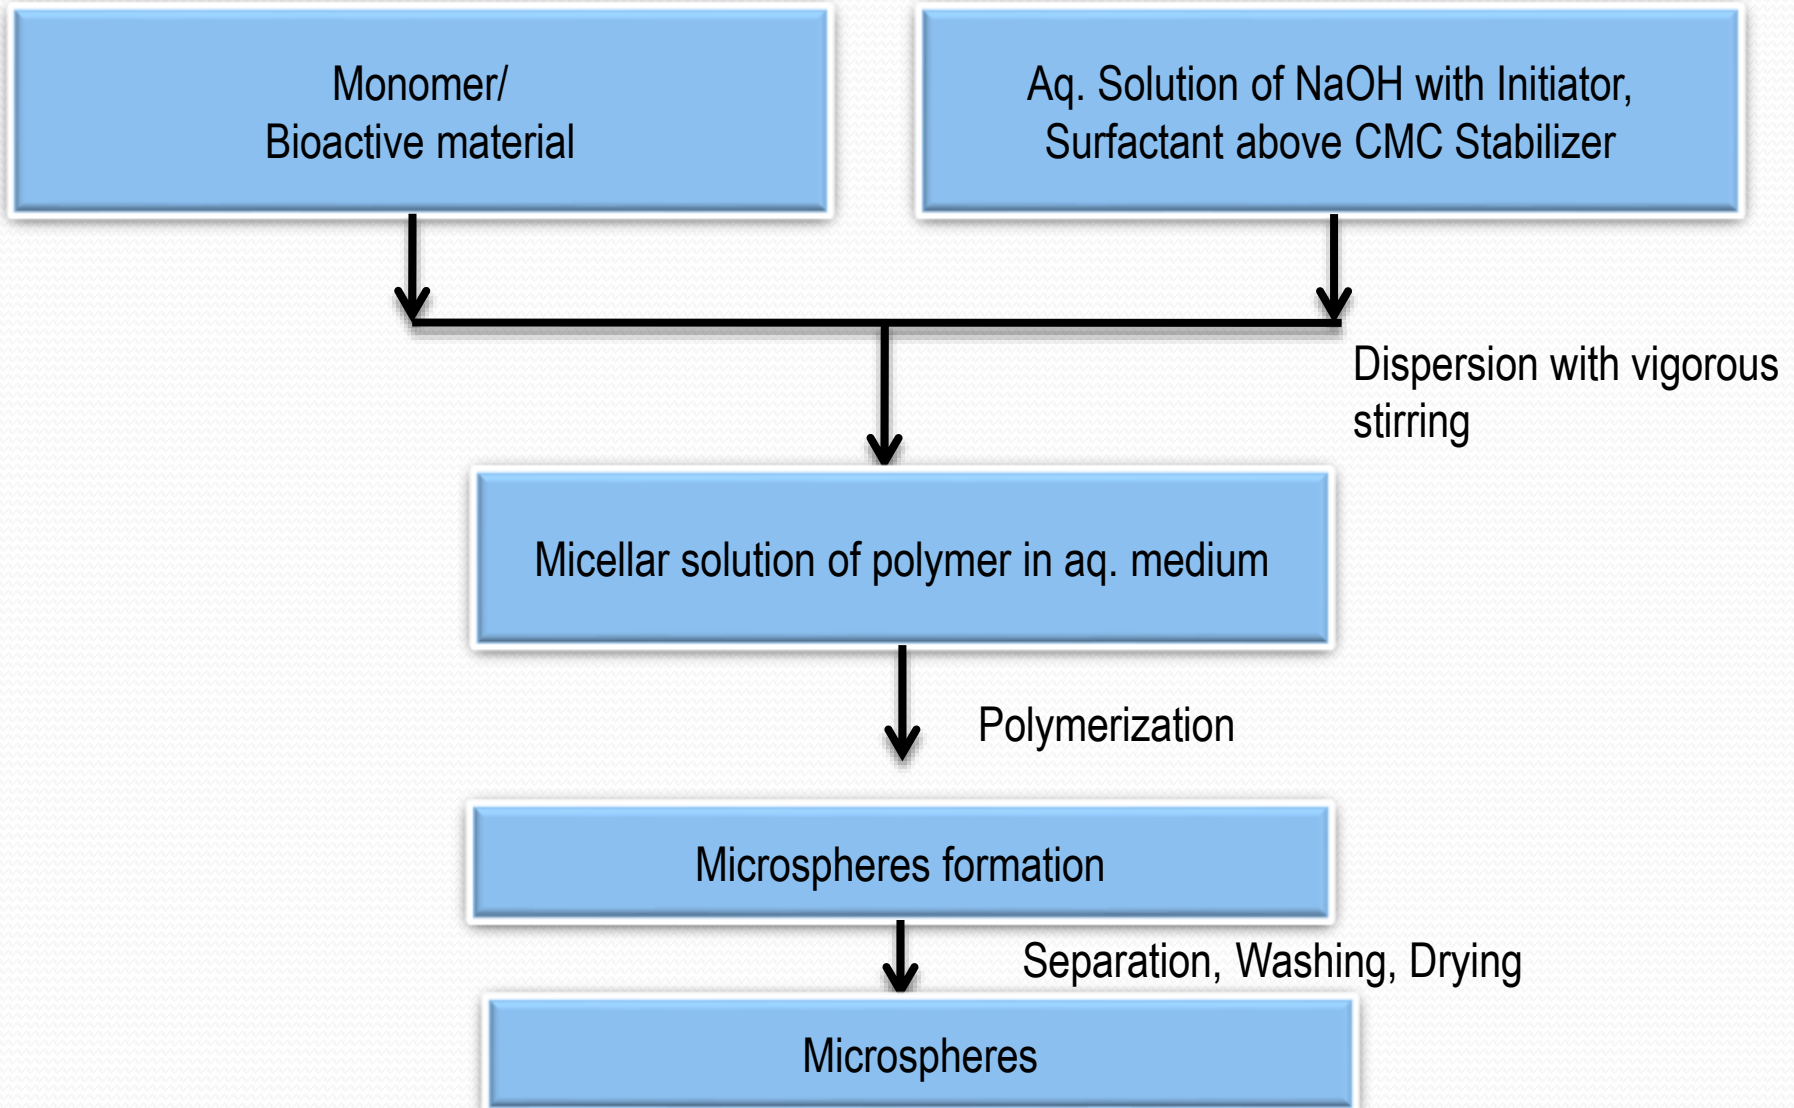 Monomer/
Bioactive material
Aq. Solution of NaOH with Initiator,
Surfactant above CMC Stabilizer
Dispersion with vigorous
stirring
Micellar solution of polymer in aq. medium
Polymerization
Microspheres formation
Separation, Washing, Drying
Microspheres